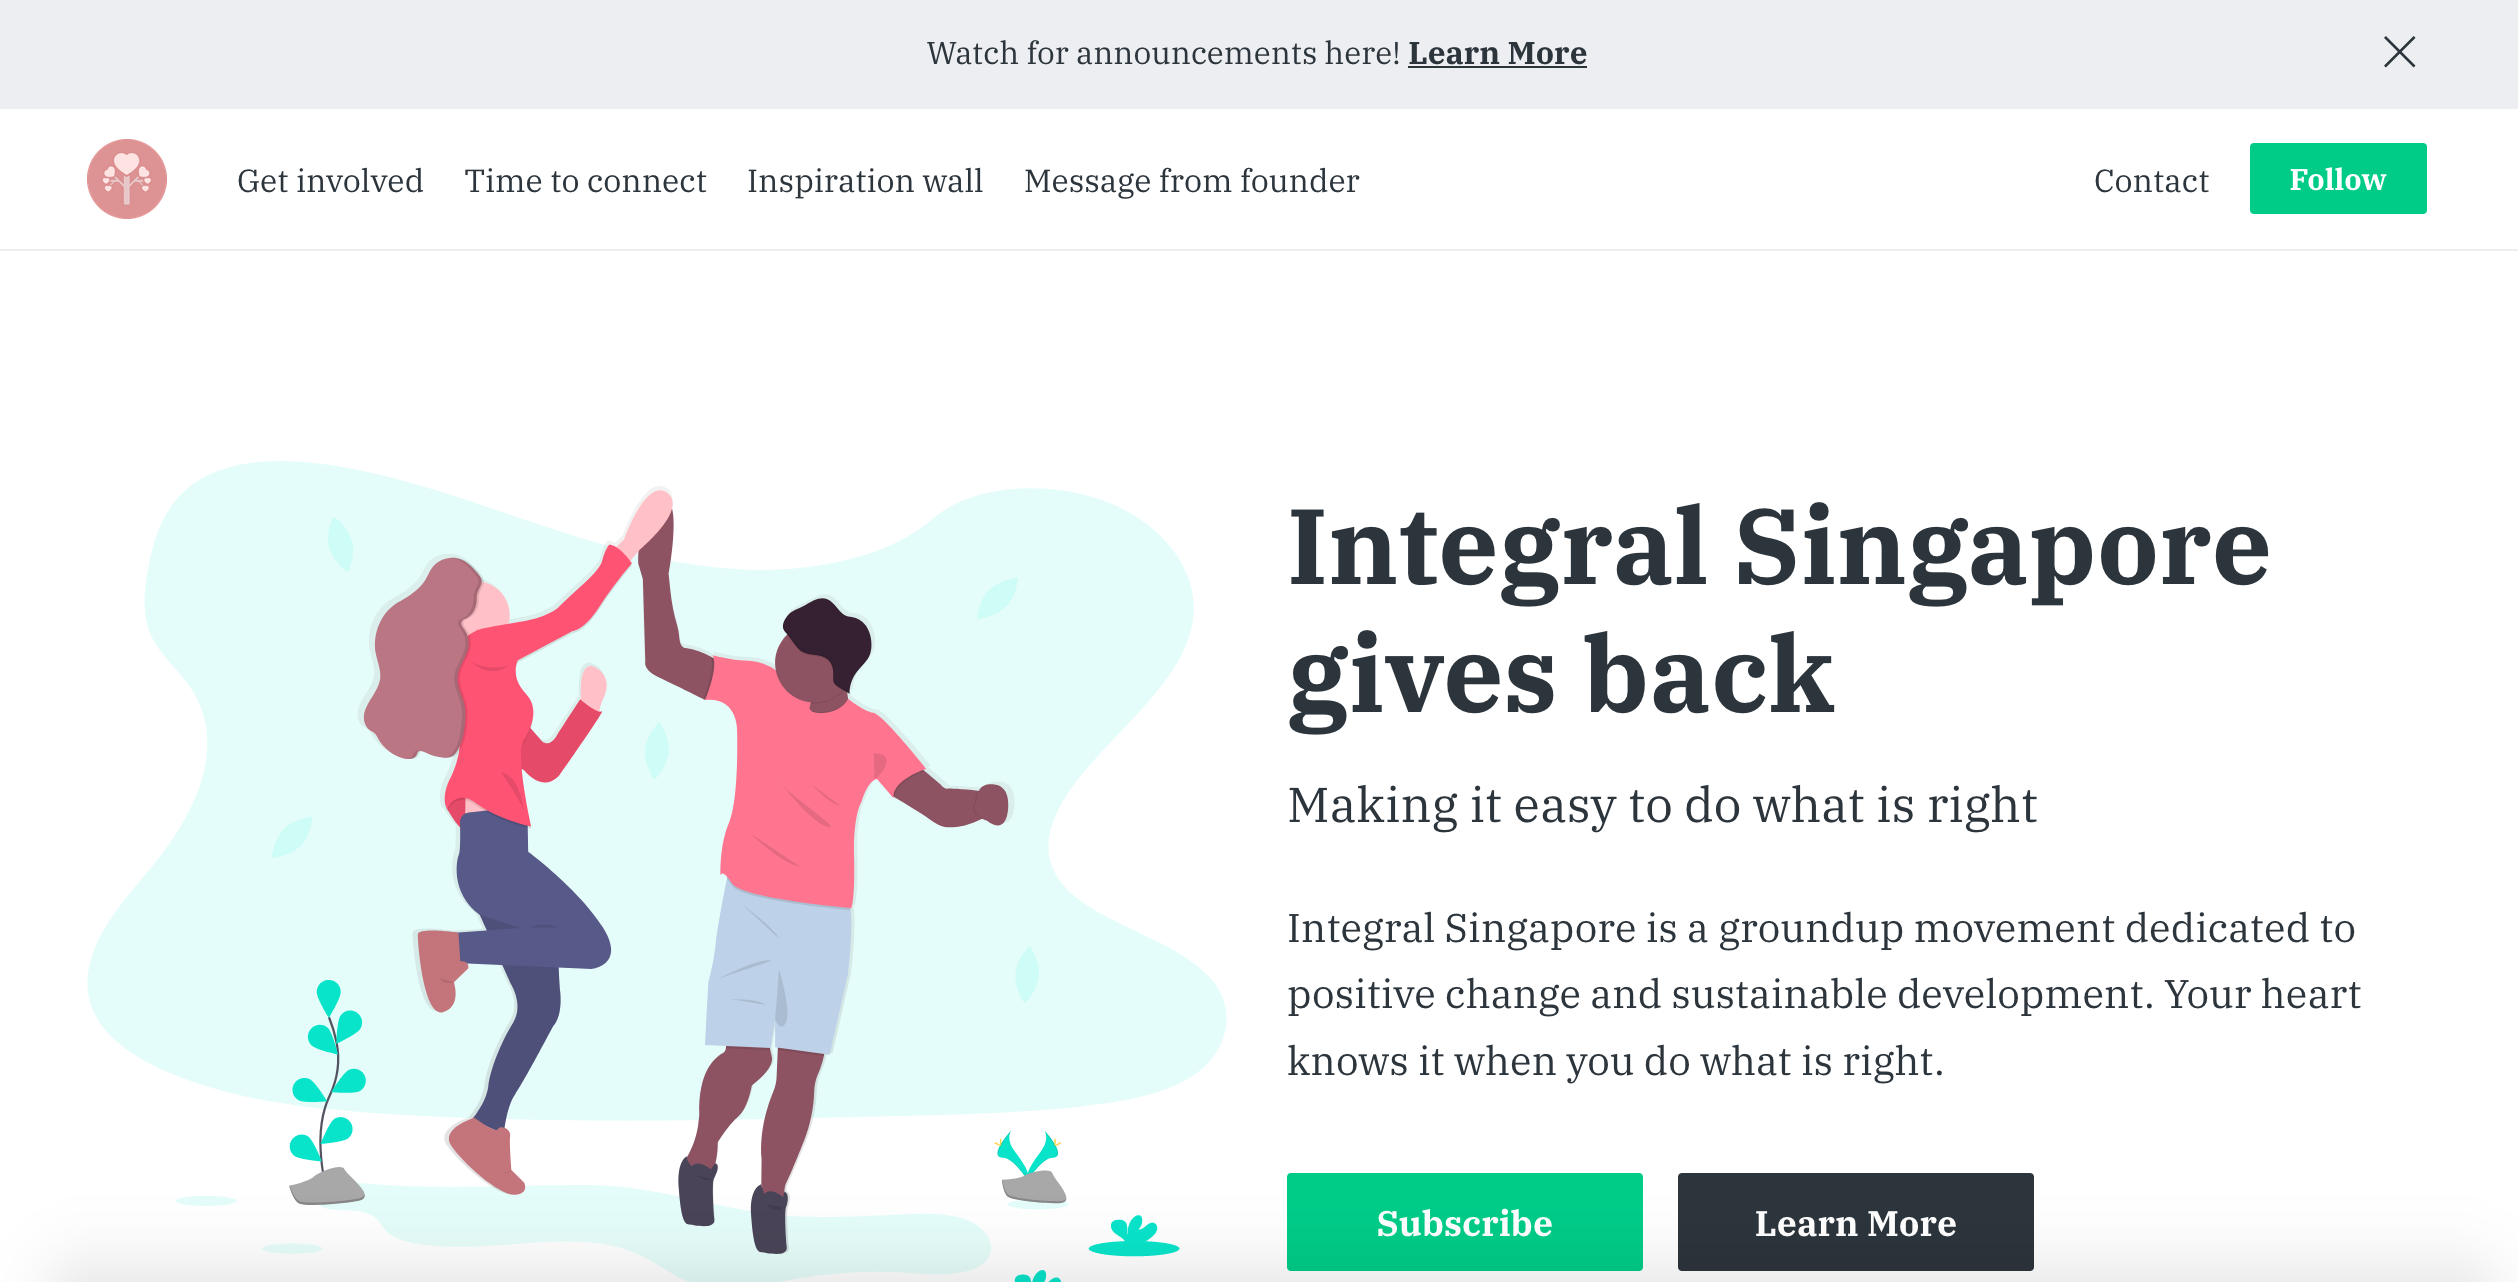 Watch for announcements here! Learn More
Get involved Time to connect Inspiration wall Message from founder Contact Follow
Integral Singapore
gives back
Making it easy to do what is right
Integral Singapore is a groundup movement dedicated to
positive change and sustainable development. Your heart
knows it when you do what is right.
Subscribe Learn More